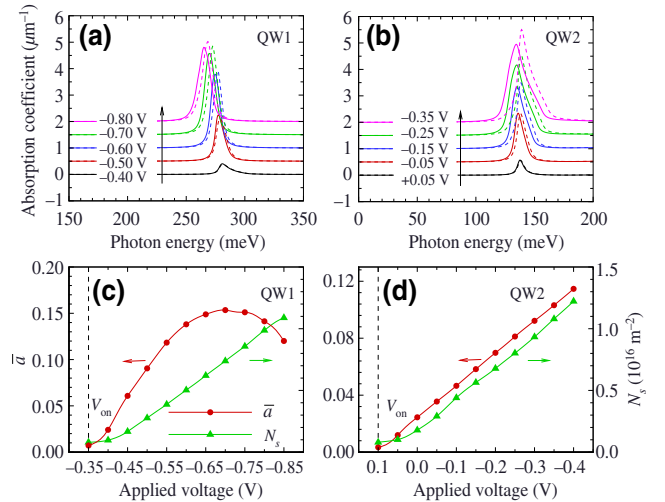 (a)
QW1
Absorption coefficient (μm⁻¹)
6
5
4
3
2
1
0
−1
−0.80 V
−0.70 V
−0.60 V
−0.50 V
−0.40 V
150 200 250 300 350
Photon energy (meV)
(b)
QW2
6
5
4
3
2
1
0
−1
−0.35 V
−0.25 V
−0.15 V
−0.05 V
+0.05 V
0 50 100 150 200
Photon energy (meV)
(c)
QW1
a̅
0.20
0.15
0.10
0.05
0.00
V_on
a̅
N_s
−0.35 −0.45 −0.55 −0.65 −0.75 −0.85
Applied voltage (V)
(d)
QW2
0.12
0.08
0.04
0.00
V_on
1.5
1.0
0.5
0.0
N_s (10¹⁶ m⁻²)
0.1 0.0 −0.1 −0.2 −0.3 −0.4
Applied voltage (V)